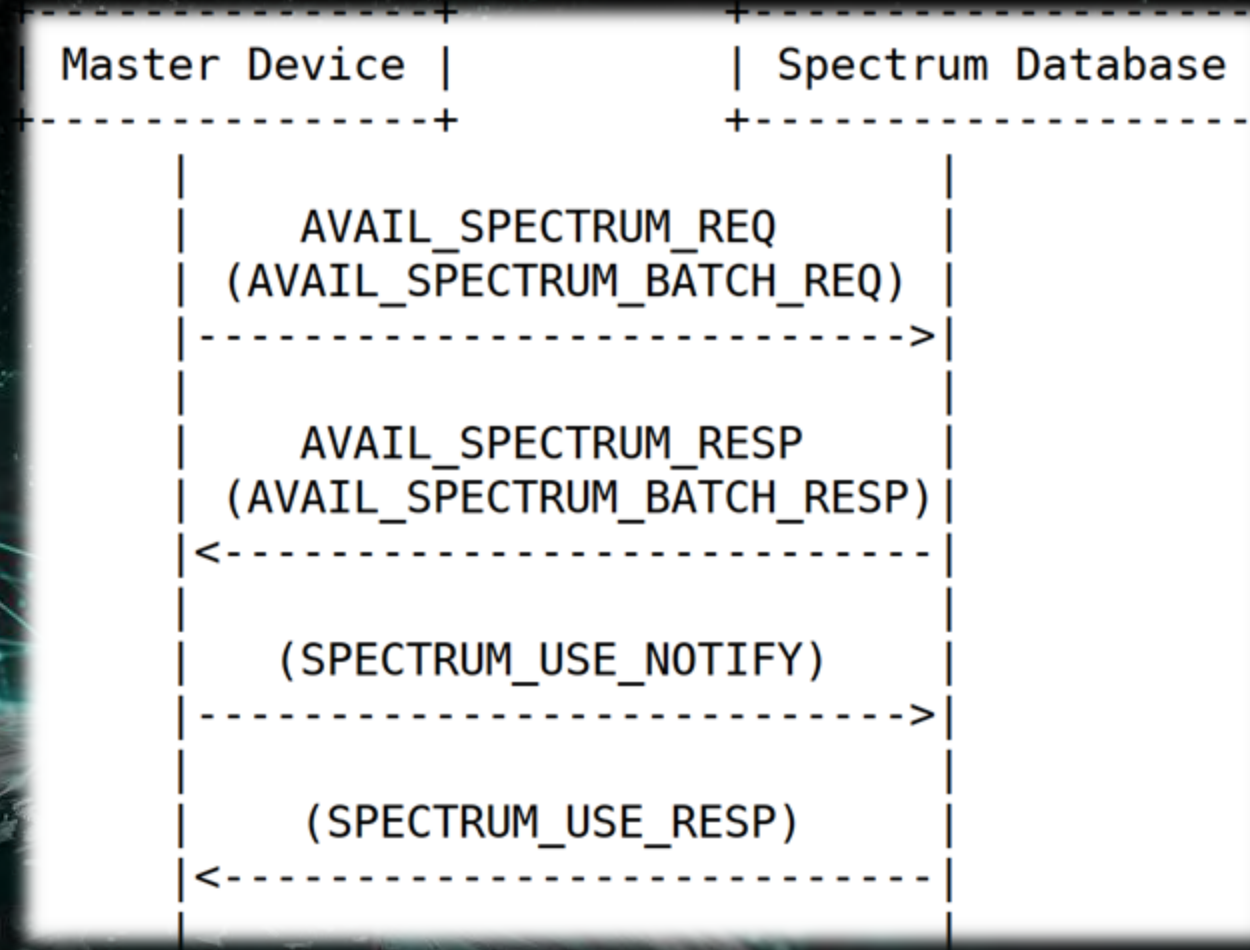 +---------------+          +-------------------
| Master Device |          | Spectrum Database
+---------------+          +-------------------
      |                            |
      |    AVAIL_SPECTRUM_REQ      |
      | (AVAIL_SPECTRUM_BATCH_REQ) |
      |--------------------------->|
      |                            |
      |    AVAIL_SPECTRUM_RESP     |
      | (AVAIL_SPECTRUM_BATCH_RESP)|
      |<---------------------------|
      |                            |
      |   (SPECTRUM_USE_NOTIFY)    |
      |--------------------------->|
      |                            |
      |    (SPECTRUM_USE_RESP)     |
      |<---------------------------|
      |                            |